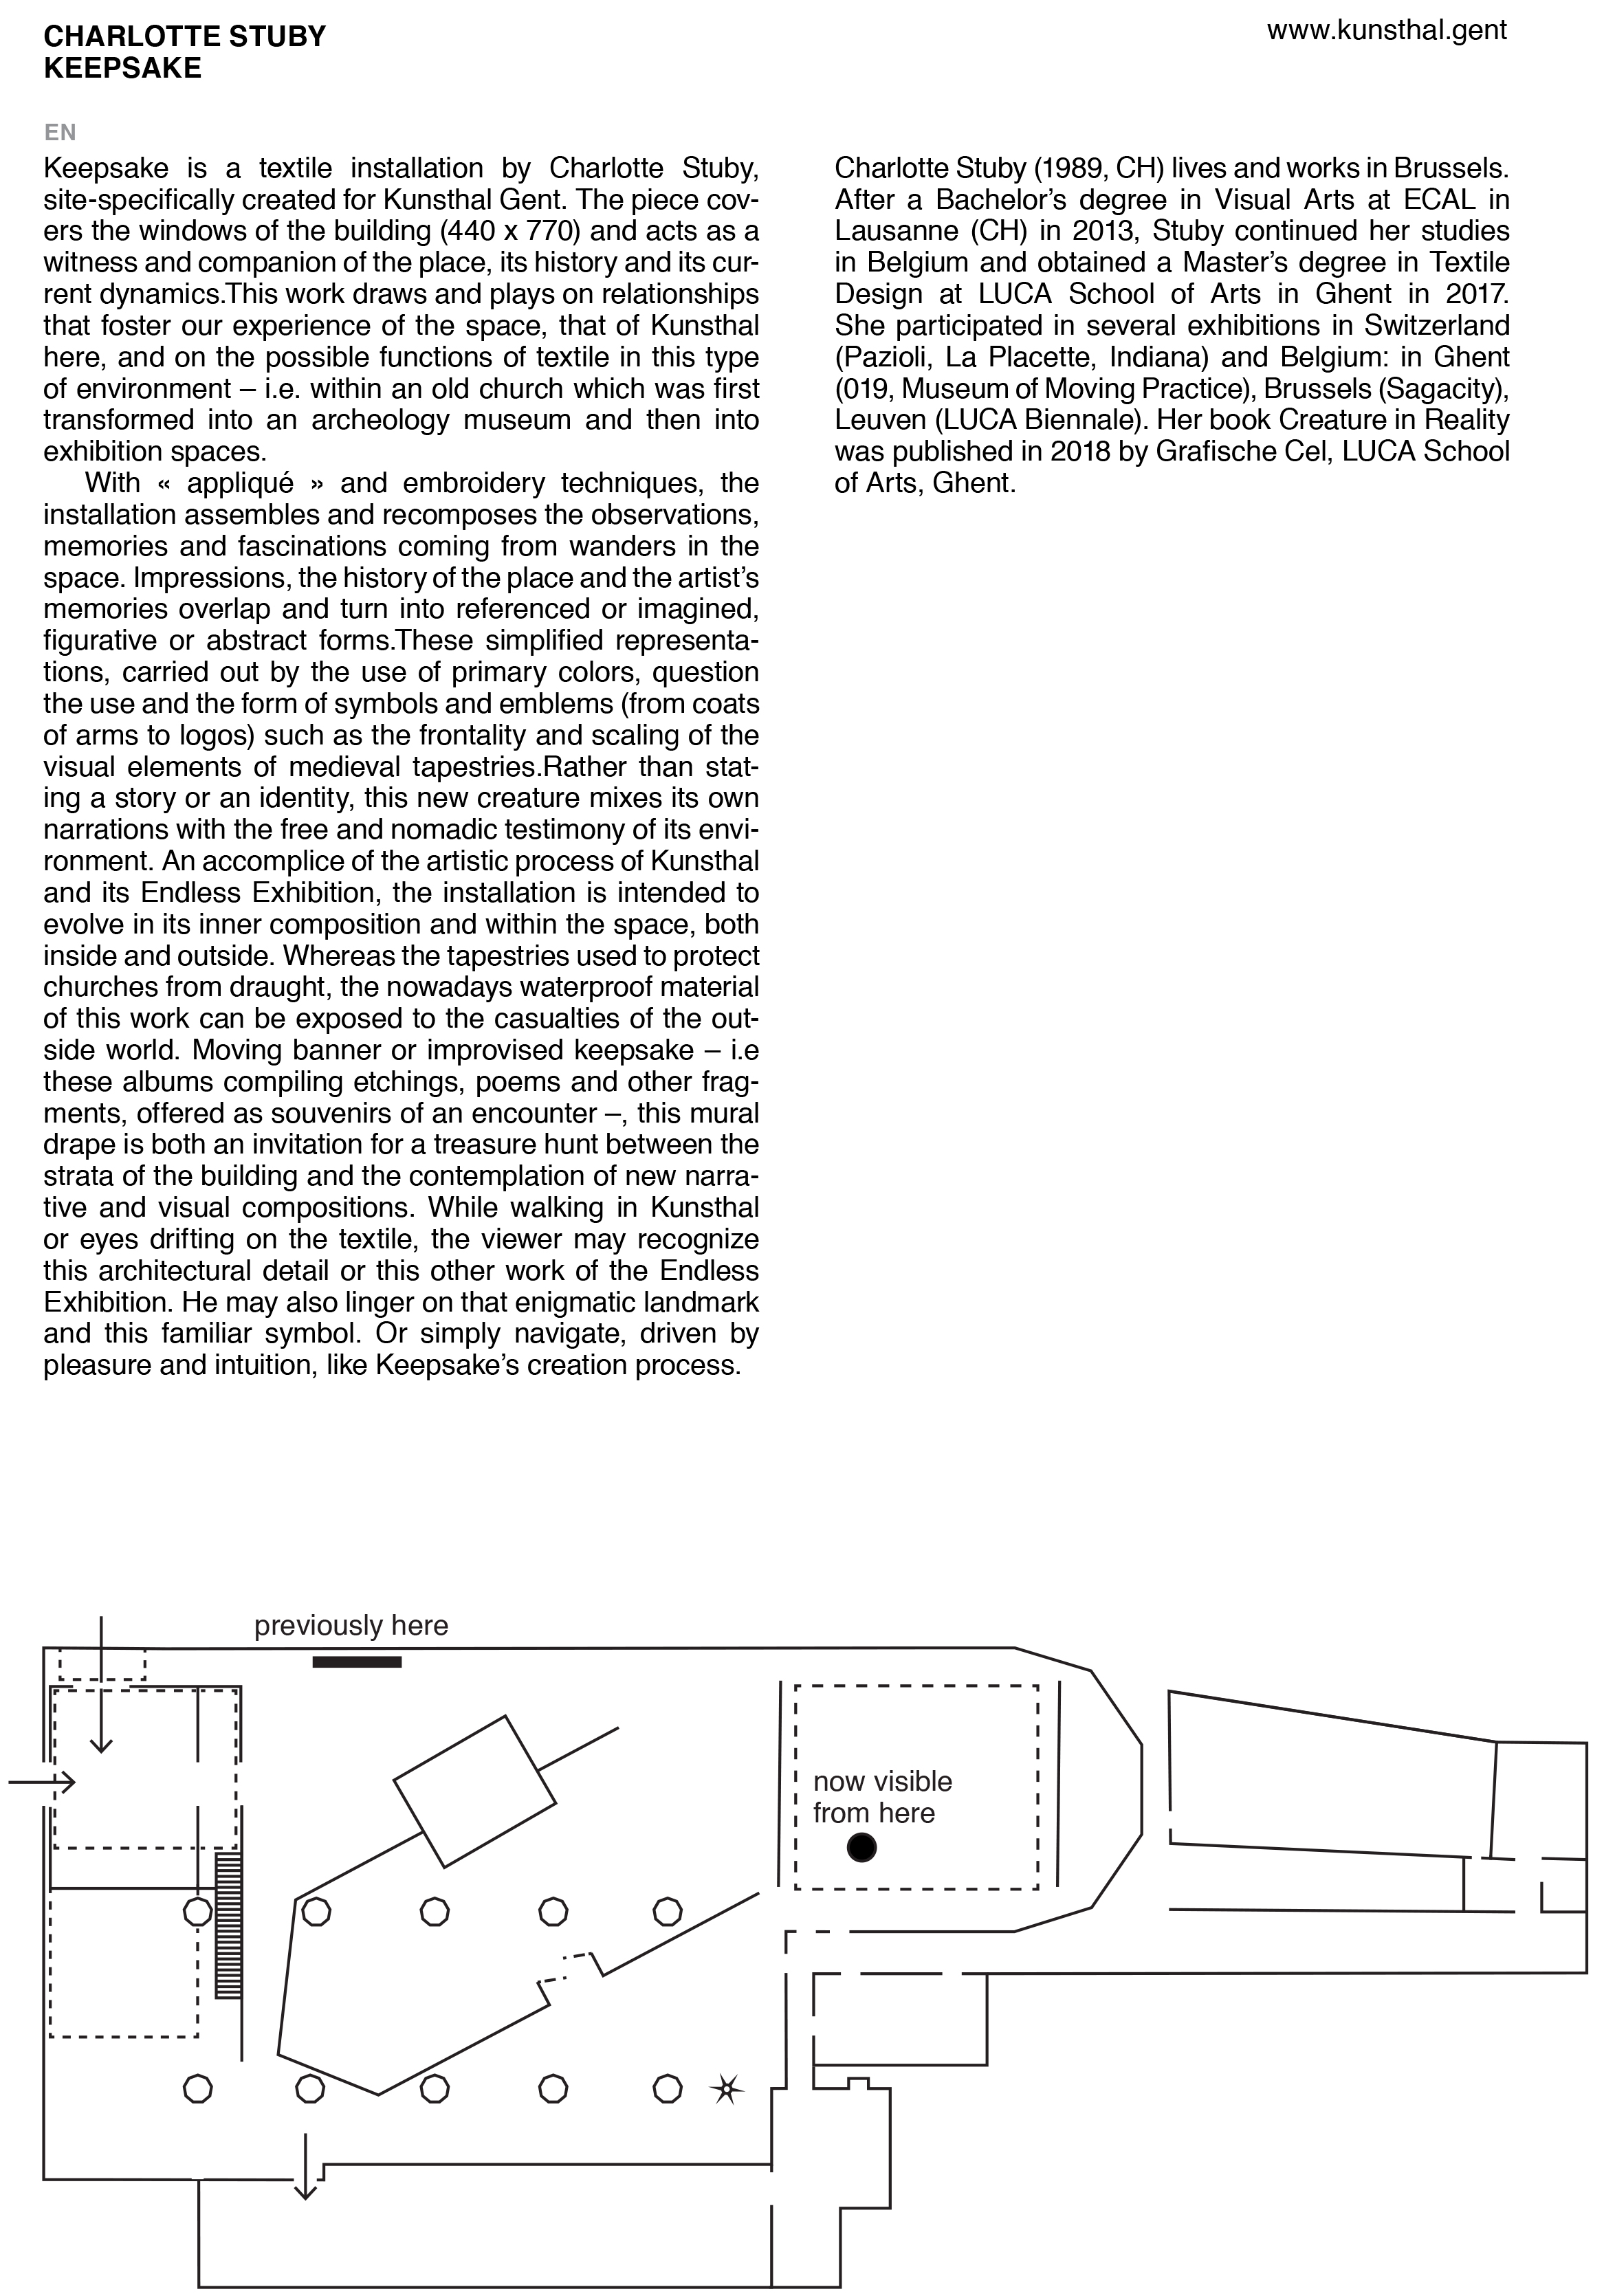 CHARLOTTE STUBY
KEEPSAKE
www.kunsthal.gent
EN
Keepsake is a textile installation by Charlotte Stuby,
site-specifically created for Kunsthal Gent. The piece cov-
ers the windows of the building (440 x 770) and acts as a
witness and companion of the place, its history and its cur-
rent dynamics.This work draws and plays on relationships
that foster our experience of the space, that of Kunsthal
here, and on the possible functions of textile in this type
of environment – i.e. within an old church which was first
transformed into an archeology museum and then into
exhibition spaces.
With « appliqué » and embroidery techniques, the
installation assembles and recomposes the observations,
memories and fascinations coming from wanders in the
space. Impressions, the history of the place and the artist’s
memories overlap and turn into referenced or imagined,
figurative or abstract forms.These simplified representa-
tions, carried out by the use of primary colors, question
the use and the form of symbols and emblems (from coats
of arms to logos) such as the frontality and scaling of the
visual elements of medieval tapestries.Rather than stat-
ing a story or an identity, this new creature mixes its own
narrations with the free and nomadic testimony of its envi-
ronment. An accomplice of the artistic process of Kunsthal
and its Endless Exhibition, the installation is intended to
evolve in its inner composition and within the space, both
inside and outside. Whereas the tapestries used to protect
churches from draught, the nowadays waterproof material
of this work can be exposed to the casualties of the out-
side world. Moving banner or improvised keepsake – i.e
these albums compiling etchings, poems and other frag-
ments, offered as souvenirs of an encounter –, this mural
drape is both an invitation for a treasure hunt between the
strata of the building and the contemplation of new narra-
tive and visual compositions. While walking in Kunsthal
or eyes drifting on the textile, the viewer may recognize
this architectural detail or this other work of the Endless
Exhibition. He may also linger on that enigmatic landmark
and this familiar symbol. Or simply navigate, driven by
pleasure and intuition, like Keepsake’s creation process.
Charlotte Stuby (1989, CH) lives and works in Brussels.
After a Bachelor’s degree in Visual Arts at ECAL in
Lausanne (CH) in 2013, Stuby continued her studies
in Belgium and obtained a Master’s degree in Textile
Design at LUCA School of Arts in Ghent in 2017.
She participated in several exhibitions in Switzerland
(Pazioli, La Placette, Indiana) and Belgium: in Ghent
(019, Museum of Moving Practice), Brussels (Sagacity),
Leuven (LUCA Biennale). Her book Creature in Reality
was published in 2018 by Grafische Cel, LUCA School
of Arts, Ghent.
previously here
now visible
from here